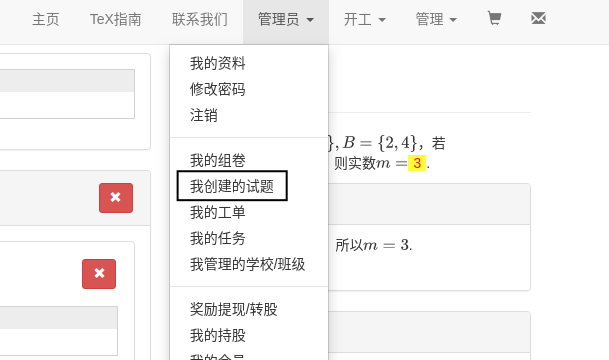 主页 TeX指南 联系我们 管理员 开工 管理
我的资料
修改密码
注销
}, B = {2, 4}，若
我的组卷
则实数m = 3.
我创建的试题
我的工单
我的任务
所以m = 3.
我管理的学校/班级
奖励提现/转股
我的持股